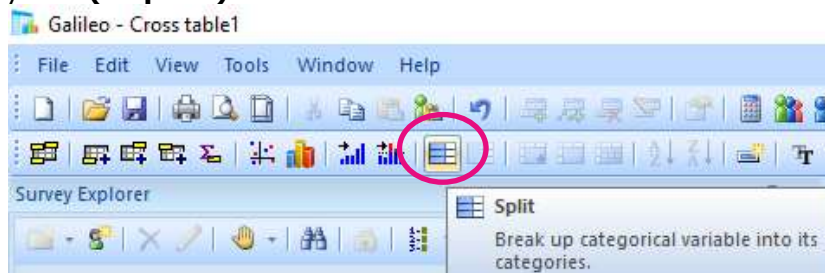 Galileo - Cross table1
File Edit View Tools Window Help
Survey Explorer
Split
Break up categorical variable into its
categories.